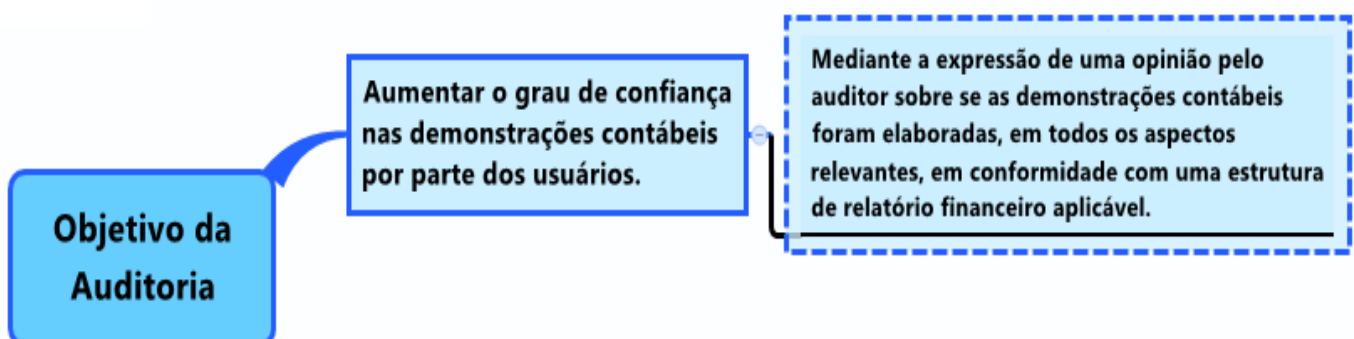 Objetivo da
Auditoria
Aumentar o grau de confiança
nas demonstrações contábeis
por parte dos usuários.
Mediante a expressão de uma opinião pelo
auditor sobre se as demonstrações contábeis
foram elaboradas, em todos os aspectos
relevantes, em conformidade com uma estrutura
de relatório financeiro aplicável.